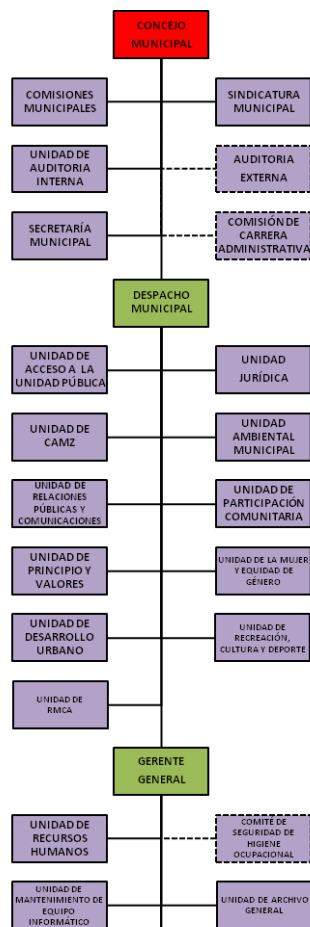 CONCEJO
MUNICIPAL
COMISIONES
MUNICIPALES
SINDICATURA
MUNICIPAL
UNIDAD DE
AUDITORIA
INTERNA
AUDITORIA
EXTERNA
SECRETARÍA
MUNICIPAL
COMISIÓN DE
CARRERA
ADMINISTRATIVA
DESPACHO
MUNICIPAL
UNIDAD DE
ACCESO A LA
UNIDAD PÚBLICA
UNIDAD
JURÍDICA
UNIDAD DE
CAMZ
UNIDAD
AMBIENTAL
MUNICIPAL
UNIDAD DE
RELACIONES
PÚBLICAS Y
COMUNICACIONES
UNIDAD DE
PARTICIPACIÓN
COMUNITARIA
UNIDAD DE
PRINCIPIO Y
VALORES
UNIDAD DE LA MUJER
Y EQUIDAD DE
GÉNERO
UNIDAD DE
DESARROLLO
URBANO
UNIDAD DE
RECREACIÓN,
CULTURA Y DEPORTE
UNIDAD DE
RMCA
GERENTE
GENERAL
UNIDAD DE
RECURSOS
HUMANOS
COMITÉ DE
SEGURIDAD DE
HIGIENE
OCUPACIONAL
UNIDAD DE
MANTENIMIENTO DE
EQUIPO
INFORMÁTICO
UNIDAD DE ARCHIVO
GENERAL